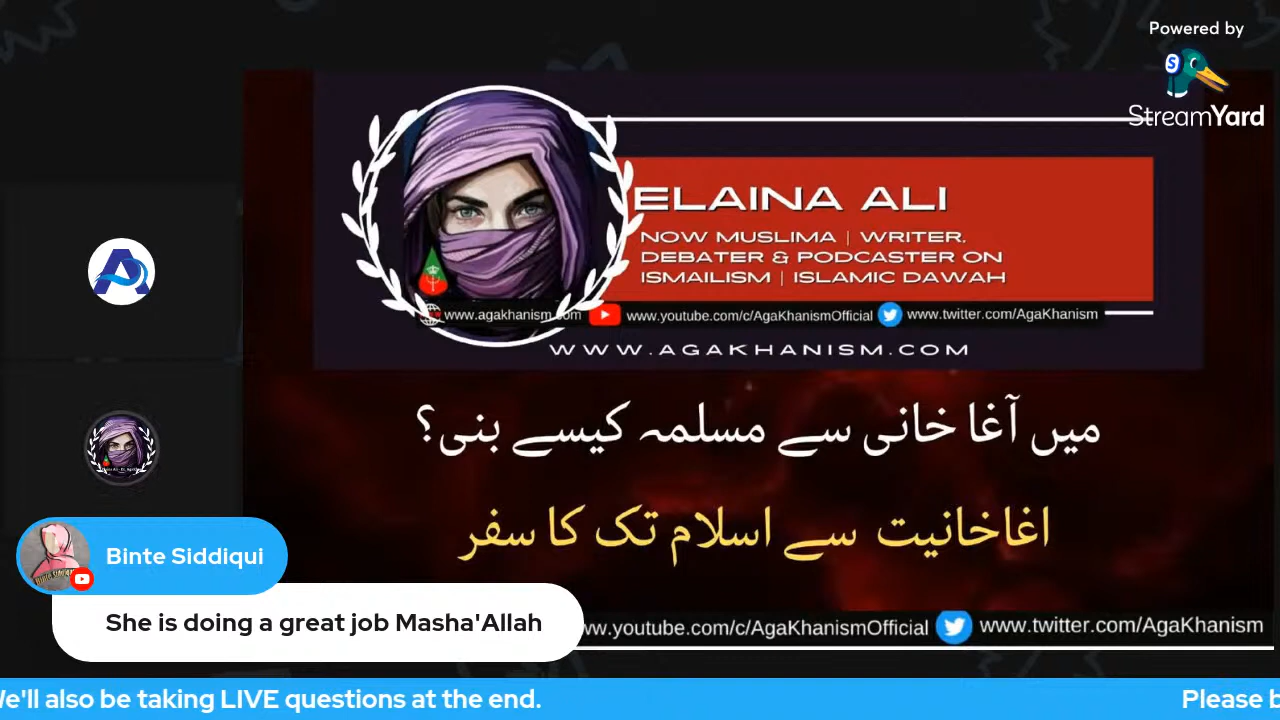 Powered by
StreamYard
ELAINA ALI
NOW MUSLIMA | WRITER,
DEBATER & PODCASTER ON
ISMAILISM | ISLAMIC DAWAH
www.agakhanism.com www.youtube.com/c/AgaKhanismOfficial www.twitter.com/AgaKhanism
WWW.AGAKHANISM.COM
میں آغا خانی سے مسلمہ کیسے بنی؟
اغاخانیت سے اسلام تک کا سفر
Binte Siddiqui
She is doing a great job Masha'Allah
ww.youtube.com/c/AgaKhanismOfficial www.twitter.com/AgaKhanism
We'll also be taking LIVE questions at the end. Please b